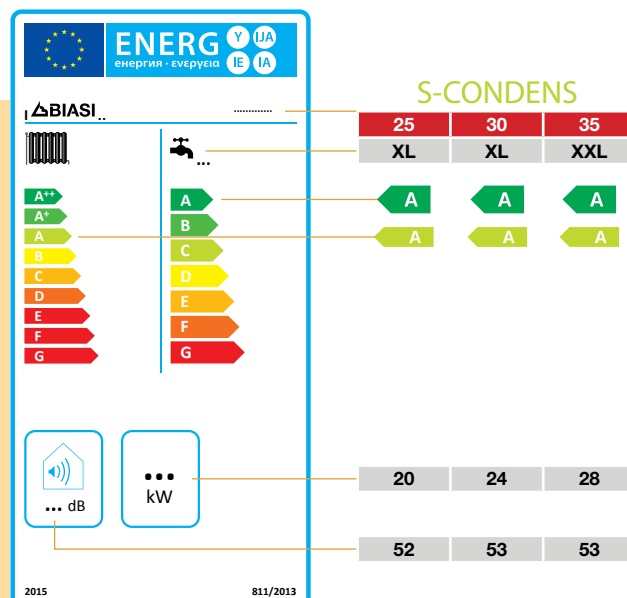 ENERG Y IJA
енергия · ενεργεια IE IA
S-CONDENS
BIASI .. .............
25 30 35
... XL XL XXL
A++
A+
A
B
C
D
E
F
G
A
B
C
D
E
F
G
A A A
A A A
... dB
... kW
20 24 28
52 53 53
2015 811/2013